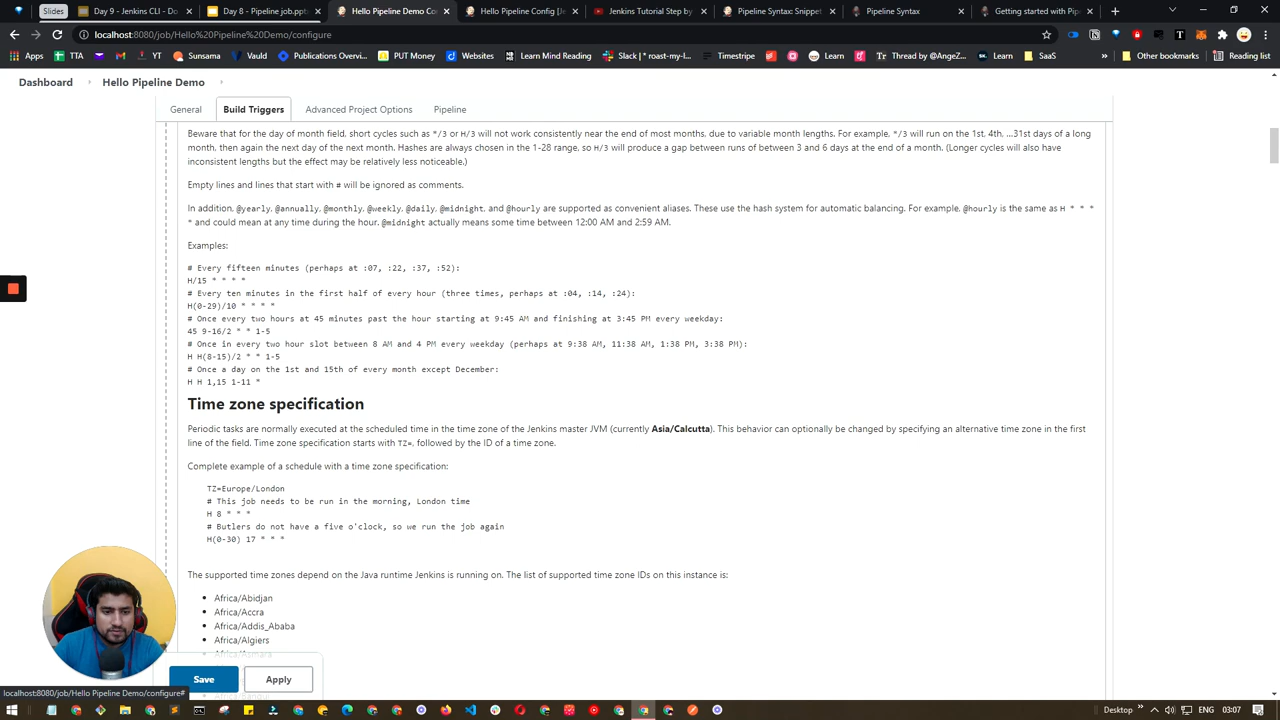 Slides
Day 9 - Jenkins CLI - Do
Day 8 - Pipeline job.ppt
Hello Pipeline Demo Co
Hello Pipeline Config [Je
Jenkins Tutorial Step by
Pipeline Syntax Snippet
Pipeline Syntax
Getting started with Pip
localhost:8080/job/Hello%20Pipeline%20Demo/configure
Apps
TTA
YT
Sunsama
Vauld
Publications Overvi...
PUT Money
Websites
Learn Mind Reading
Slack | * roast-my-l...
Timestripe
Learn
Thread by @AngeZ...
Learn
SaaS
Other bookmarks
Reading list
Dashboard
Hello Pipeline Demo
General
Build Triggers
Advanced Project Options
Pipeline
Beware that for the day of month field, short cycles such as */3 or H/3 will not work consistently near the end of most months, due to variable month lengths. For example, */3 will run on the 1st, 4th, ...31st days of a long
month, then again the next day of the next month. Hashes are always chosen in the 1-28 range, so H/3 will produce a gap between runs of between 3 and 6 days at the end of a month. (Longer cycles will also have
inconsistent lengths but the effect may be relatively less noticeable.)
Empty lines and lines that start with # will be ignored as comments.
In addition, @yearly, @annually, @monthly, @weekly, @daily, @midnight, and @hourly are supported as convenient aliases. These use the hash system for automatic balancing. For example, @hourly is the same as H * * *
* and could mean at any time during the hour. @midnight actually means some time between 12:00 AM and 2:59 AM.
Examples:
# Every fifteen minutes (perhaps at :07, :22, :37, :52):
H/15 * * * *
# Every ten minutes in the first half of every hour (three times, perhaps at :04, :14, :24):
H(0-29)/10 * * * *
# Once every two hours at 45 minutes past the hour starting at 9:45 AM and finishing at 3:45 PM every weekday:
45 9-16/2 * * 1-5
# Once in every two hour slot between 8 AM and 4 PM every weekday (perhaps at 9:38 AM, 11:38 AM, 1:38 PM, 3:38 PM):
H H(8-15)/2 * * 1-5
# Once a day on the 1st and 15th of every month except December:
H H 1,15 1-11 *
Time zone specification
Periodic tasks are normally executed at the scheduled time in the time zone of the Jenkins master JVM (currently Asia/Calcutta). This behavior can optionally be changed by specifying an alternative time zone in the first
line of the field. Time zone specification starts with TZ=, followed by the ID of a time zone.
Complete example of a schedule with a time zone specification:
TZ=Europe/London
# This job needs to be run in the morning, London time
H 8 * * *
# Butlers do not have a five o'clock, so we run the job again
H(0-30) 17 * * *
The supported time zones depend on the Java runtime Jenkins is running on. The list of supported time zone IDs on this instance is:
Africa/Abidjan
Africa/Accra
Africa/Addis_Ababa
Africa/Algiers
Africa/Asmara
Save
Apply
Africa/Bangui
localhost:8080/job/Hello Pipeline Demo/configure#
Desktop
ENG
03:07